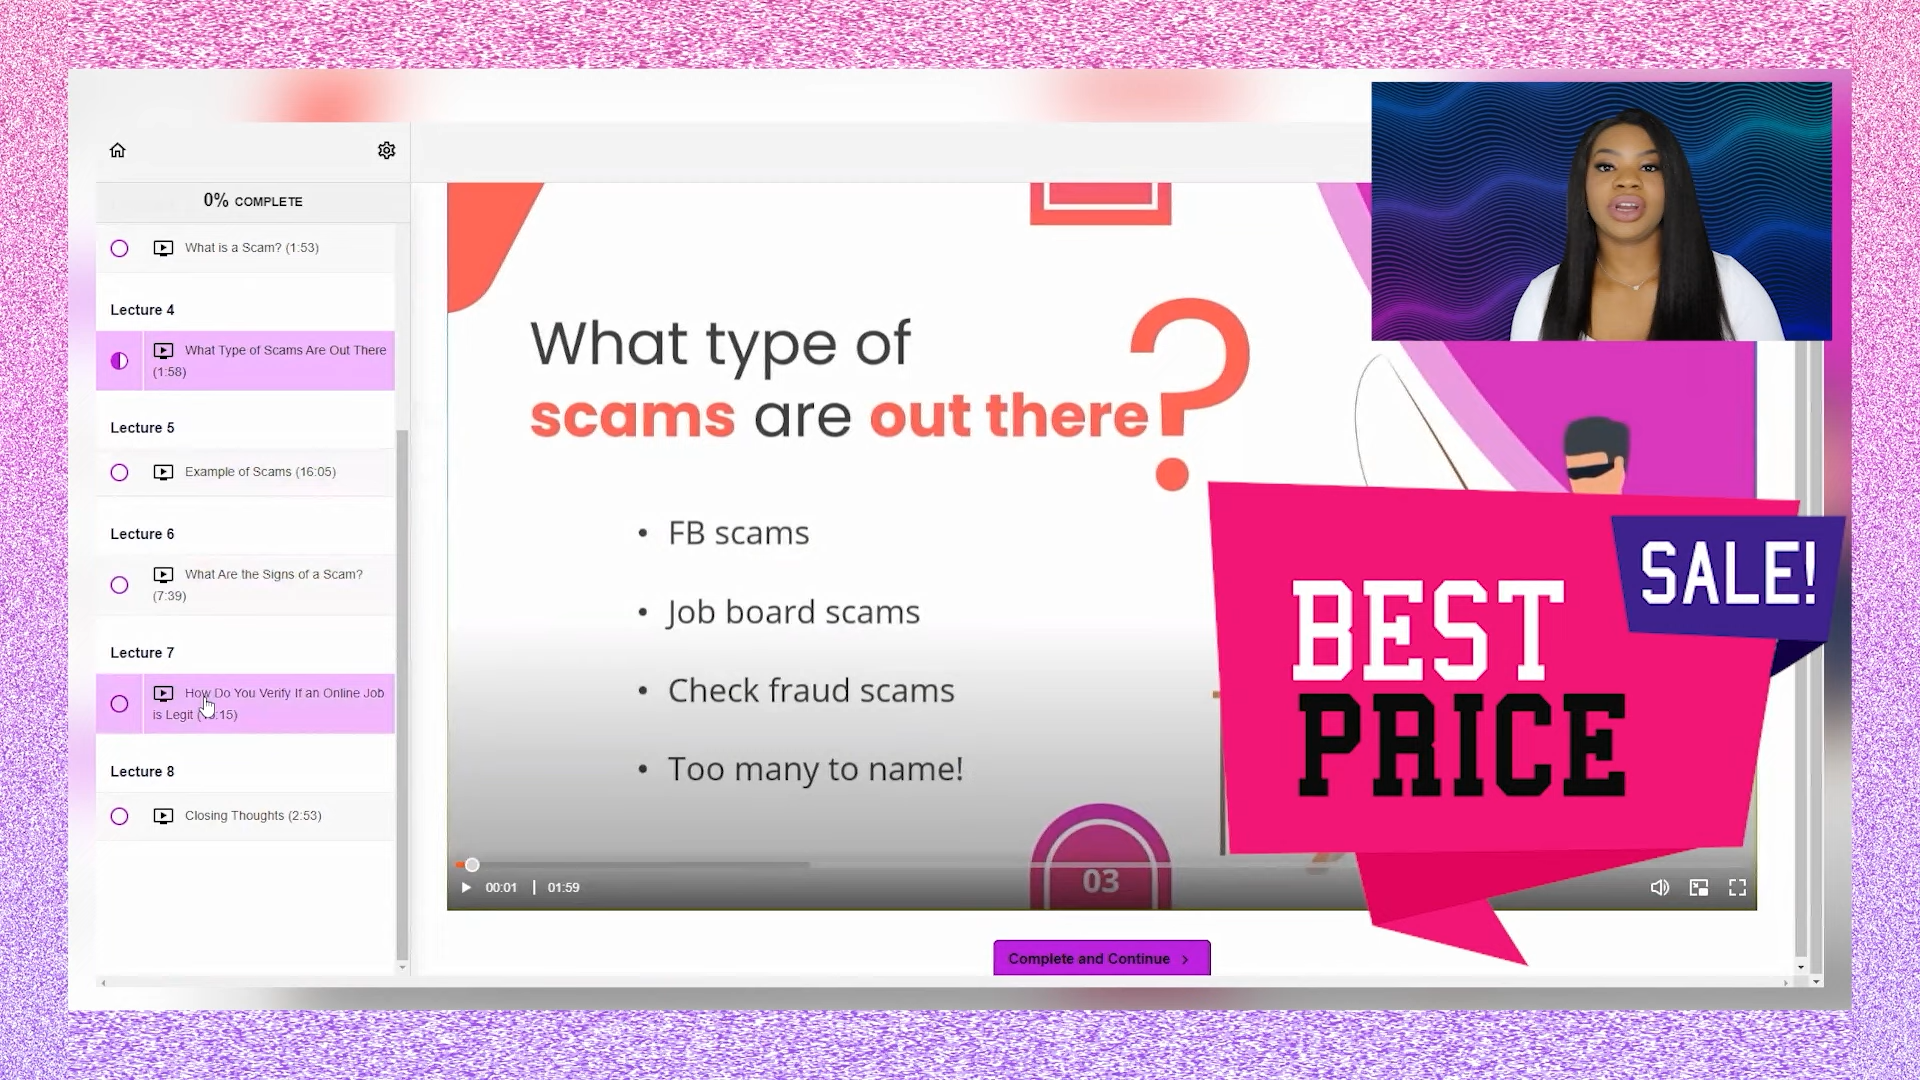 0% COMPLETE
What is a Scam? (1:53)
Lecture 4
What Type of Scams Are Out There
(1:58)
Lecture 5
Example of Scams (16:05)
Lecture 6
What Are the Signs of a Scam?
(7:39)
Lecture 7
How Do You Verify If an Online Job
is Legit
Lecture 8
Closing Thoughts (2:53)
What type of
scams are out there?
• FB scams
• Job board scams
• Check fraud scams
• Too many to name!
03
00:01 | 01:59
Complete and Continue
SALE!
BEST
PRICE